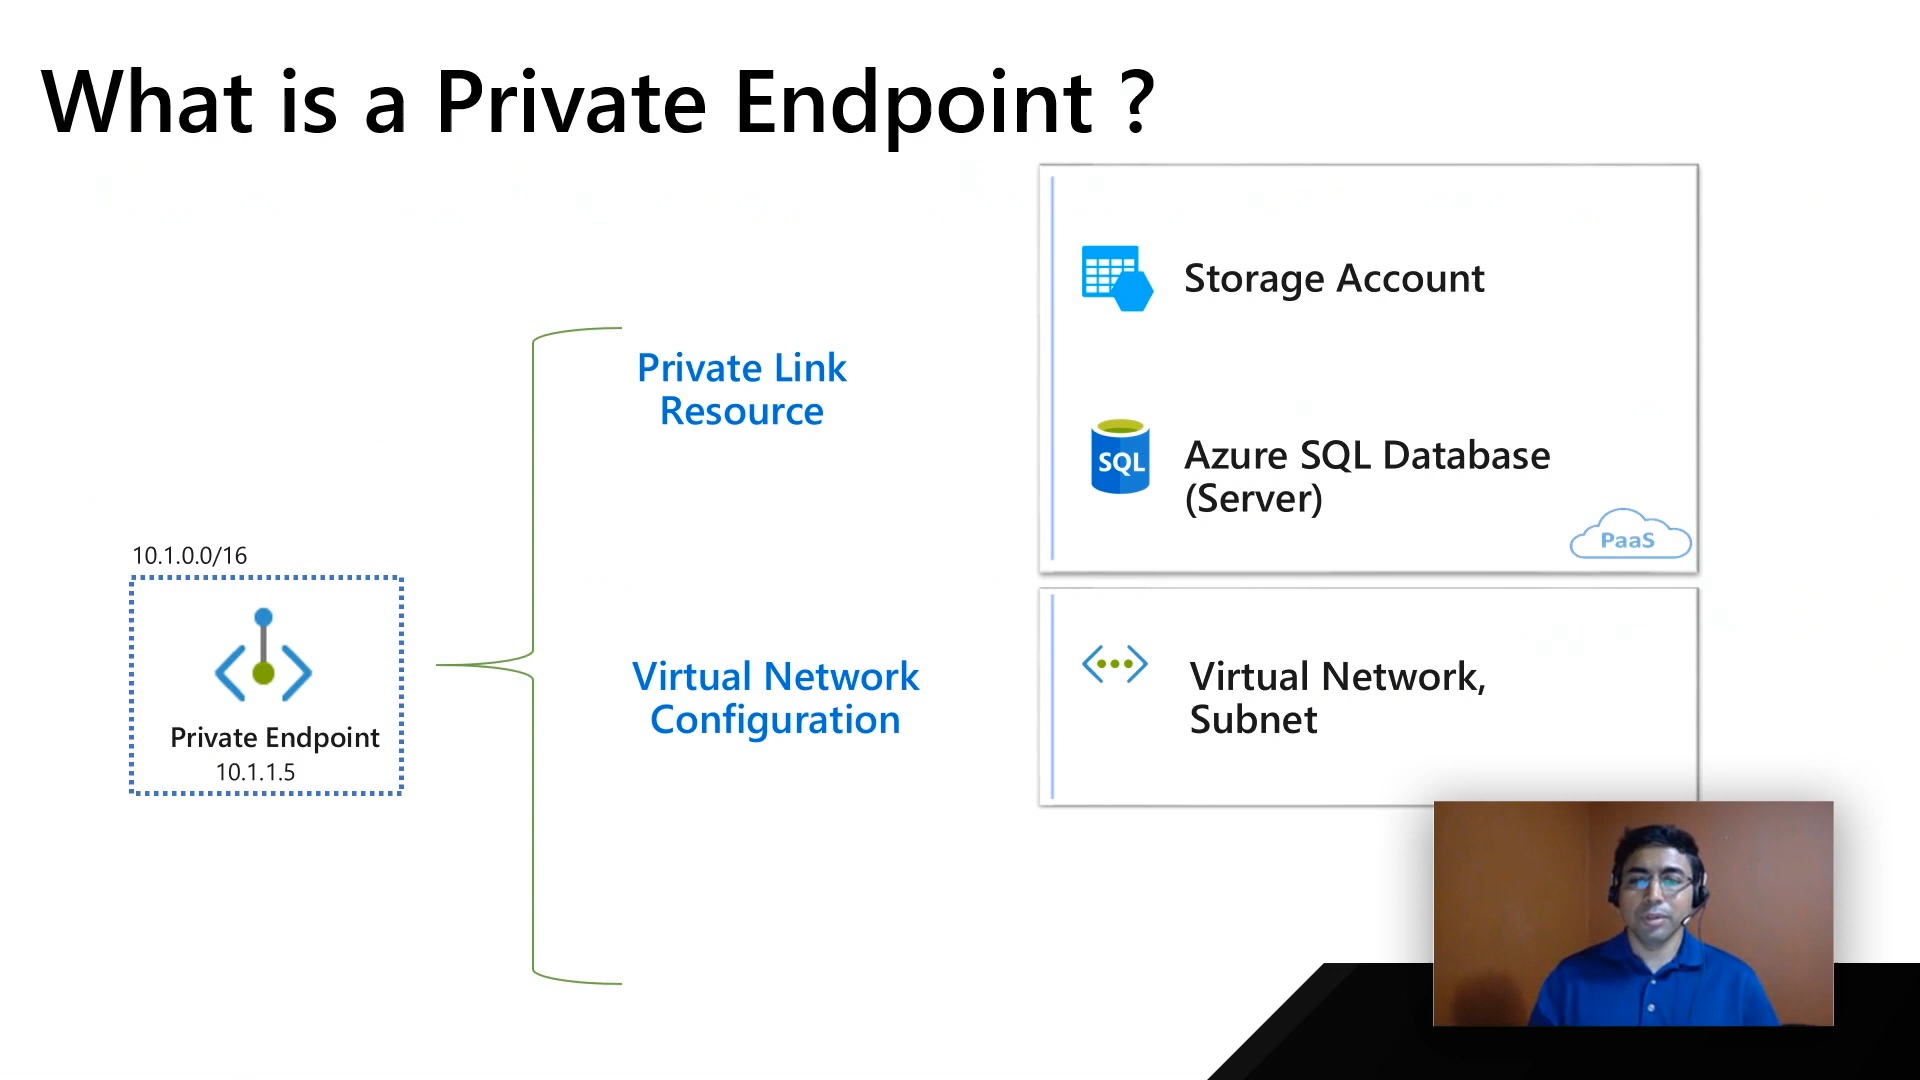 What is a Private Endpoint ?
Storage Account
Private Link
Resource
SQL
Azure SQL Database
(Server)
PaaS
10.1.0.0/16
Private Endpoint
10.1.1.5
Virtual Network
Configuration
Virtual Network,
Subnet